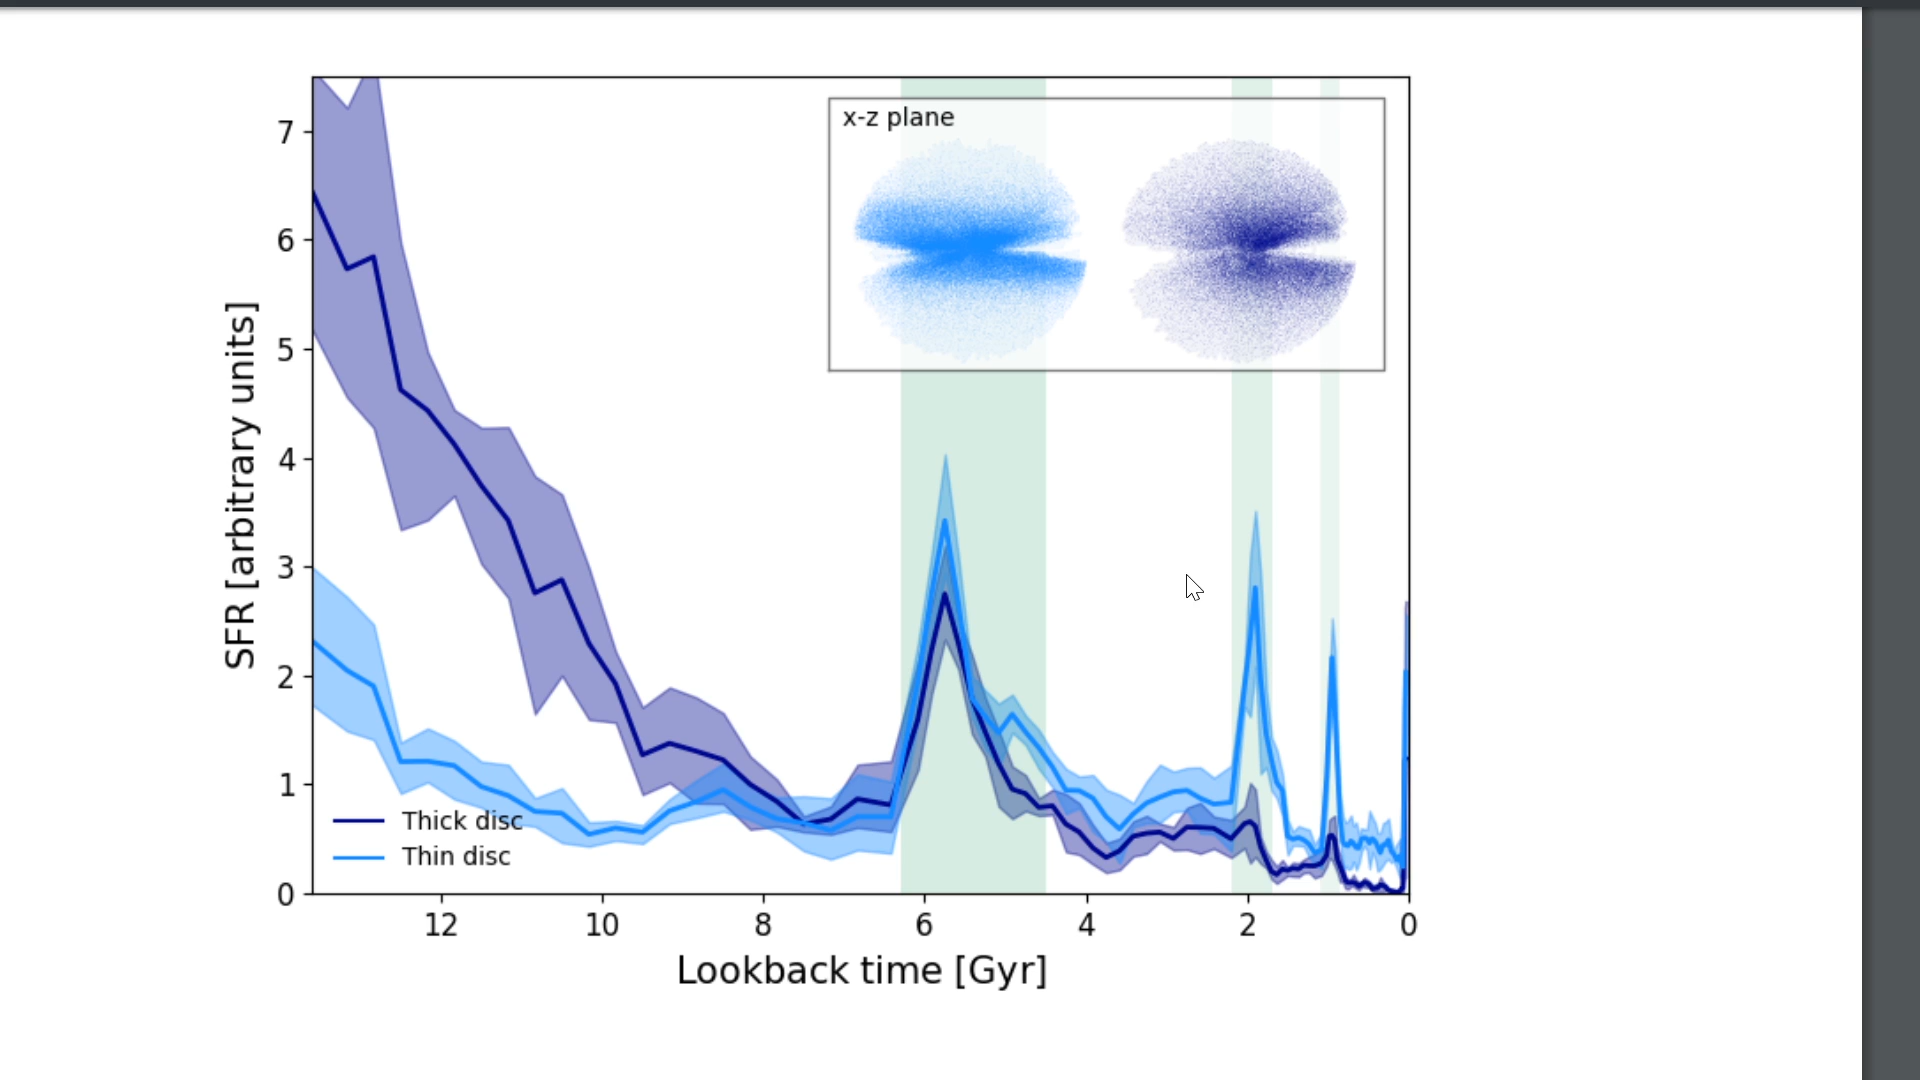 x-z plane
7
6
5
4
3
2
1
0
SFR [arbitrary units]
Thick disc
Thin disc
12 10 8 6 4 2 0
Lookback time [Gyr]